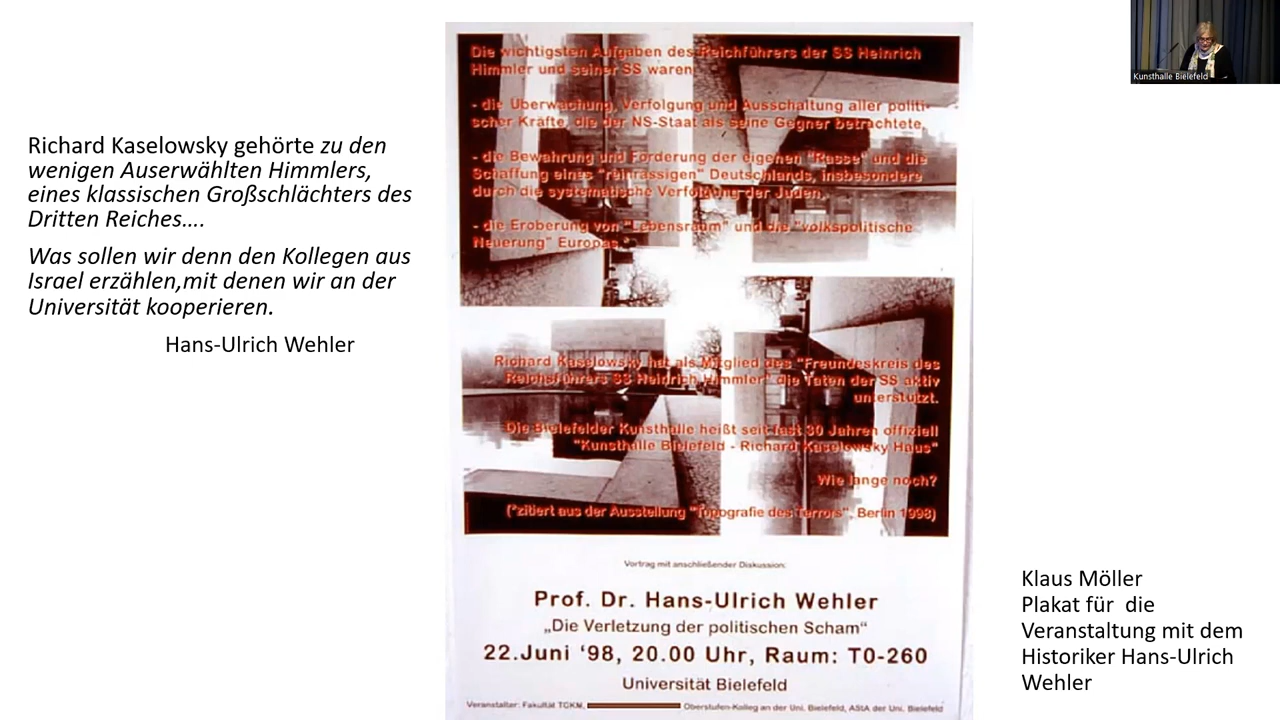 Kunsthalle Bielefeld
Richard Kaselowsky gehörte zu den
wenigen Auserwählten Himmlers,
eines klassischen Großschlächters des
Dritten Reiches….
Was sollen wir denn den Kollegen aus
Israel erzählen,mit denen wir an der
Universität kooperieren.
Hans-Ulrich Wehler
Die wichtigsten Aufgaben des Reichführers der SS Heinrich
Himmler und seiner SS waren
- die Überwachung, Verfolgung und Ausschaltung aller politi-
scher Kräfte, die der NS-Staat als seine Gegner betrachtete,
- die Bewahrung und Förderung der eigenen "Rasse" und die
Schaffung eines "reinrassigen" Deutschlands, insbesondere
durch die systematische Verfolgung der Juden,
- die Eroberung von "Lebensraum" und die "volkspolitische
Neuerung" Europas.*
Richard Kaselowsky hat als Mitglied des "Freundeskreis des
Reichsführers SS Heinrich Himmler" die Taten der SS aktiv
unterstützt.
Die Bielefelder Kunsthalle heißt seit fast 30 Jahren offiziell
"Kunsthalle Bielefeld - Richard Kaselowsky Haus"
Wie lange noch?
(*zitiert aus der Ausstellung "Topografie des Terrors", Berlin 1998)
Vortrag mit anschließender Diskussion:
Prof. Dr. Hans-Ulrich Wehler
„Die Verletzung der politischen Scham“
22.Juni ‘98, 20.00 Uhr, Raum: T0-260
Universität Bielefeld
Veranstalter: Fakultät TGKM, Oberstufen-Kolleg an der Uni. Bielefeld, AStA der Uni. Bielefeld
Klaus Möller
Plakat für die
Veranstaltung mit dem
Historiker Hans-Ulrich
Wehler